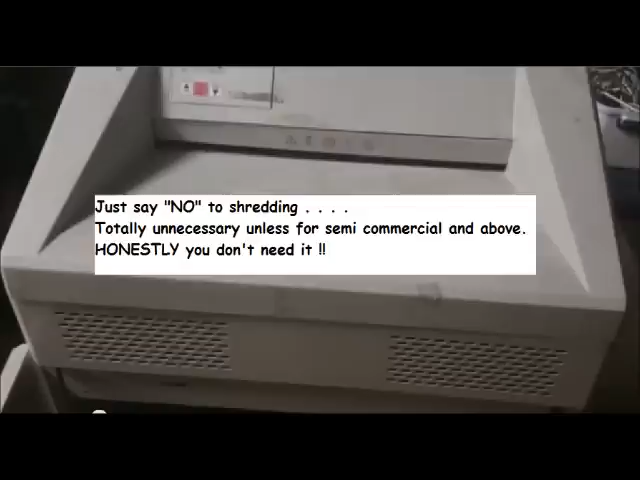 Just say "NO" to shredding . . . .
Totally unnecessary unless for semi commercial and above.
HONESTLY you don't need it !!